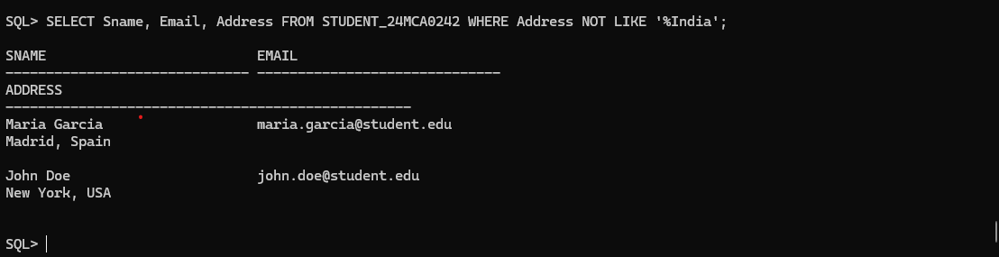 SQL> SELECT Sname, Email, Address FROM STUDENT_24MCA0242 WHERE Address NOT LIKE '%India';
SNAME                          EMAIL
------------------------------ ------------------------------
ADDRESS
--------------------------------------------------
Maria Garcia                   maria.garcia@student.edu
Madrid, Spain
John Doe                       john.doe@student.edu
New York, USA
SQL>